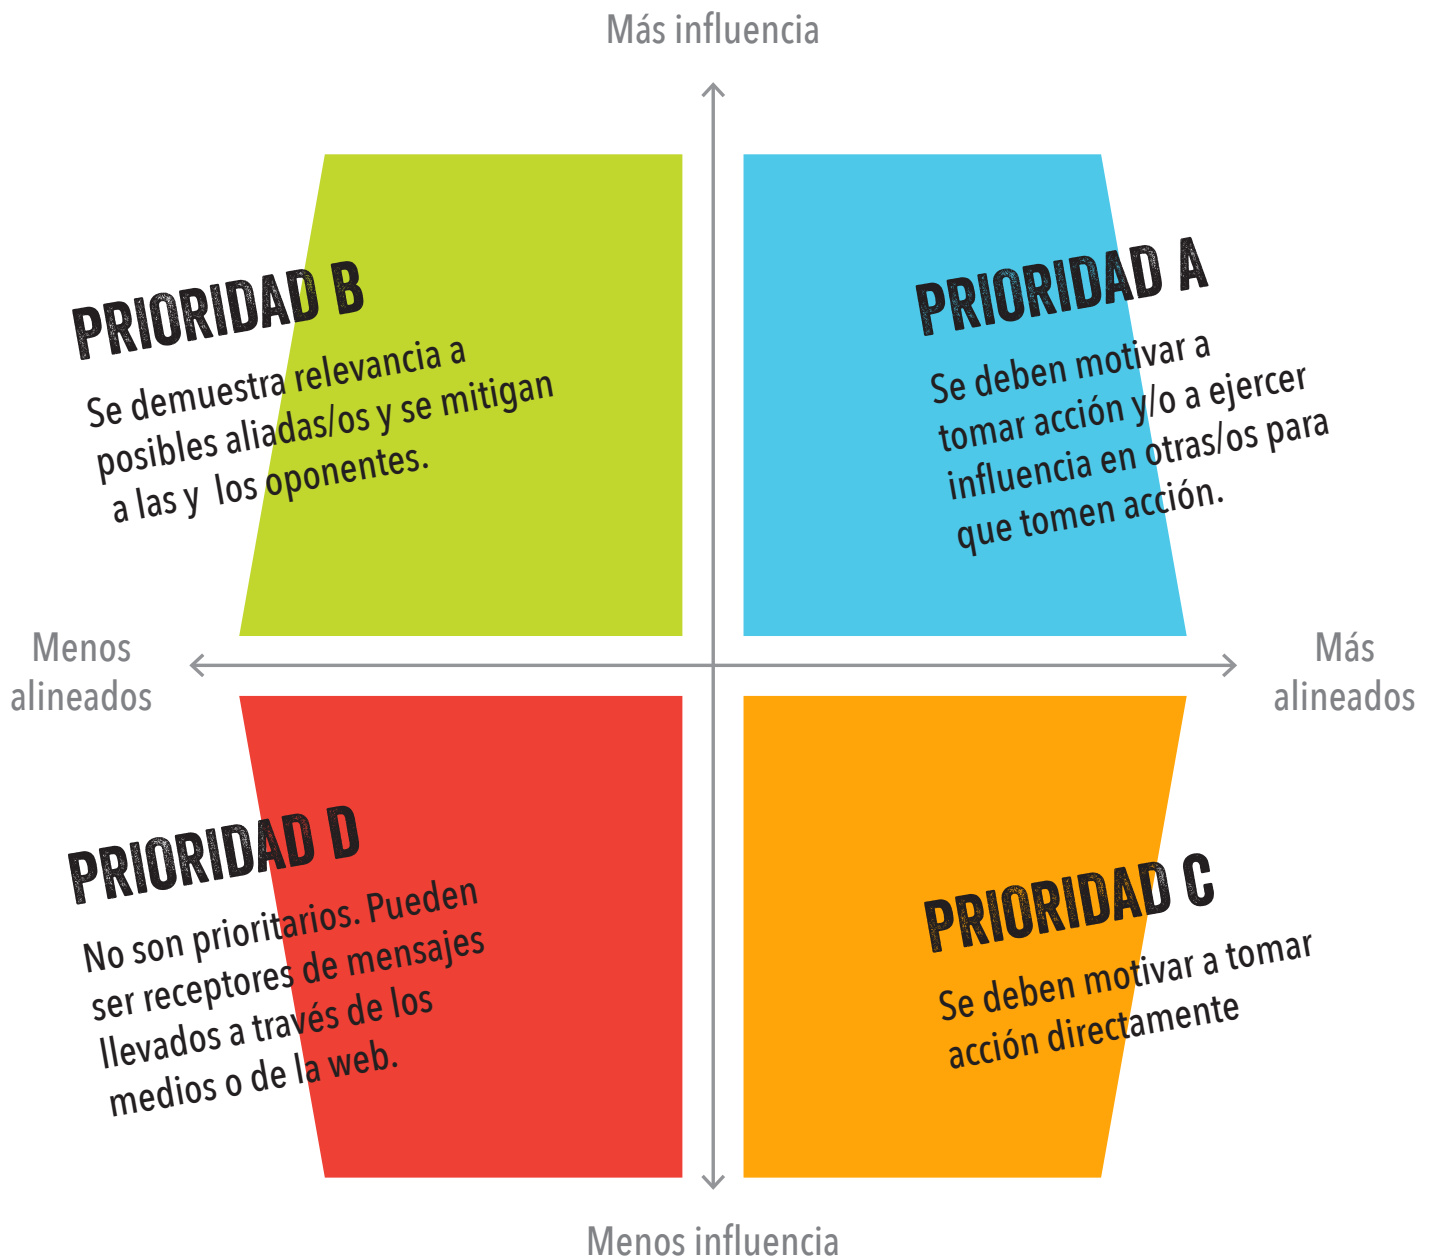 Más influencia
PRIORIDAD B
Se demuestra relevancia a
posibles aliadas/os y se mitigan
a las y los oponentes.
PRIORIDAD A
Se deben motivar a
tomar acción y/o a ejercer
influencia en otras/os para
que tomen acción.
Menos
alineados
Más
alineados
PRIORIDAD D
No son prioritarios. Pueden
ser receptores de mensajes
llevados a través de los
medios o de la web.
PRIORIDAD C
Se deben motivar a tomar
acción directamente
Menos influencia